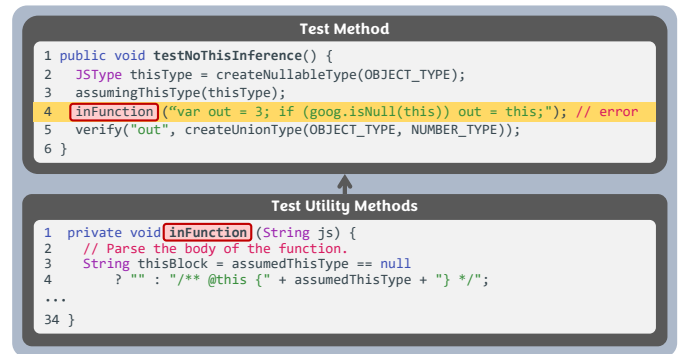 Test Method
1 public void testNoThisInference() {
2 JSType thisType = createNullableType(OBJECT_TYPE);
3 assumingThisType(thisType);
4 inFunction (“var out = 3; if (goog.isNull(this)) out = this;"); // error
5 verify("out", createUnionType(OBJECT_TYPE, NUMBER_TYPE));
6 }
Test Utility Methods
1 private void inFunction (String js) {
2 // Parse the body of the function.
3 String thisBlock = assumedThisType == null
4 ? "" : "/** @this {" + assumedThisType + "} */";
...
34 }